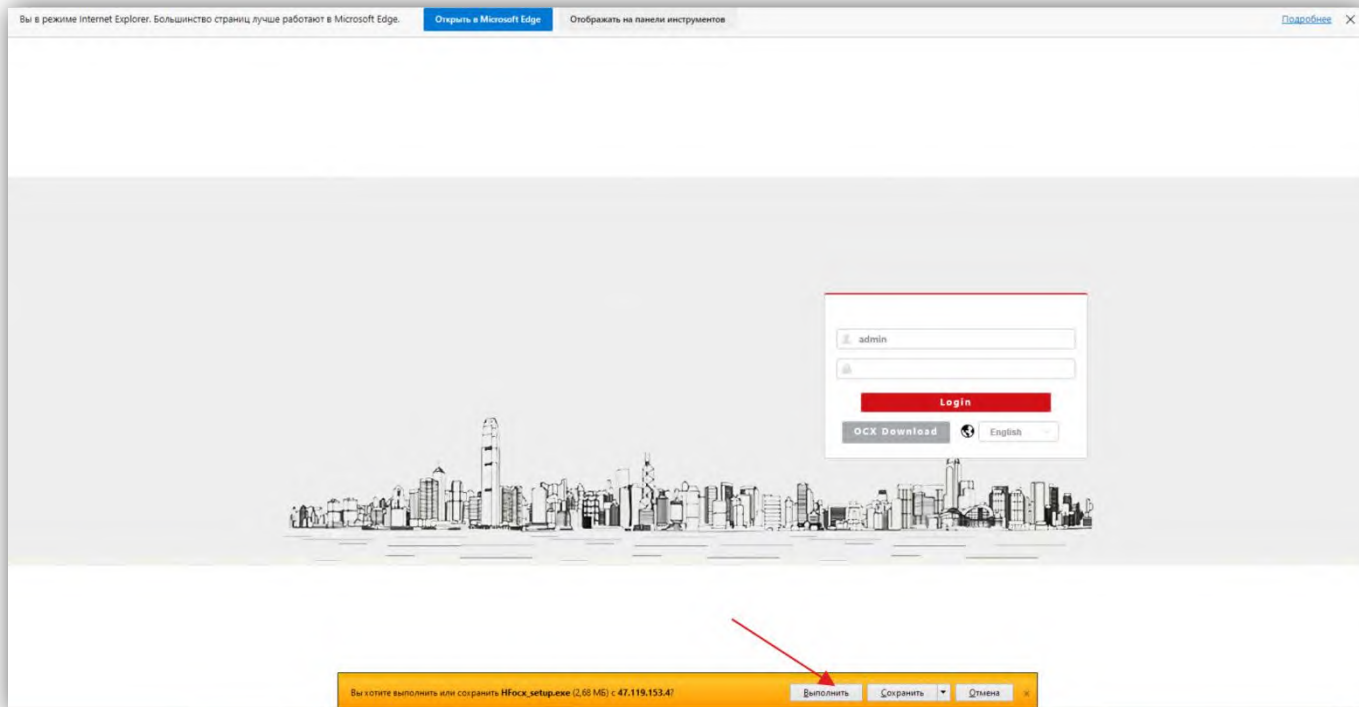 Вы в режиме Internet Explorer. Большинство страниц лучше работают в Microsoft Edge. Открыть в Microsoft Edge Отображать на панели инструментов Подробнее
admin
Login
OCX Download English
Вы хотите выполнить или сохранить HFocx_setup.exe (2,68 МБ) с 47.119.153.4? Выполнить Сохранить Отмена